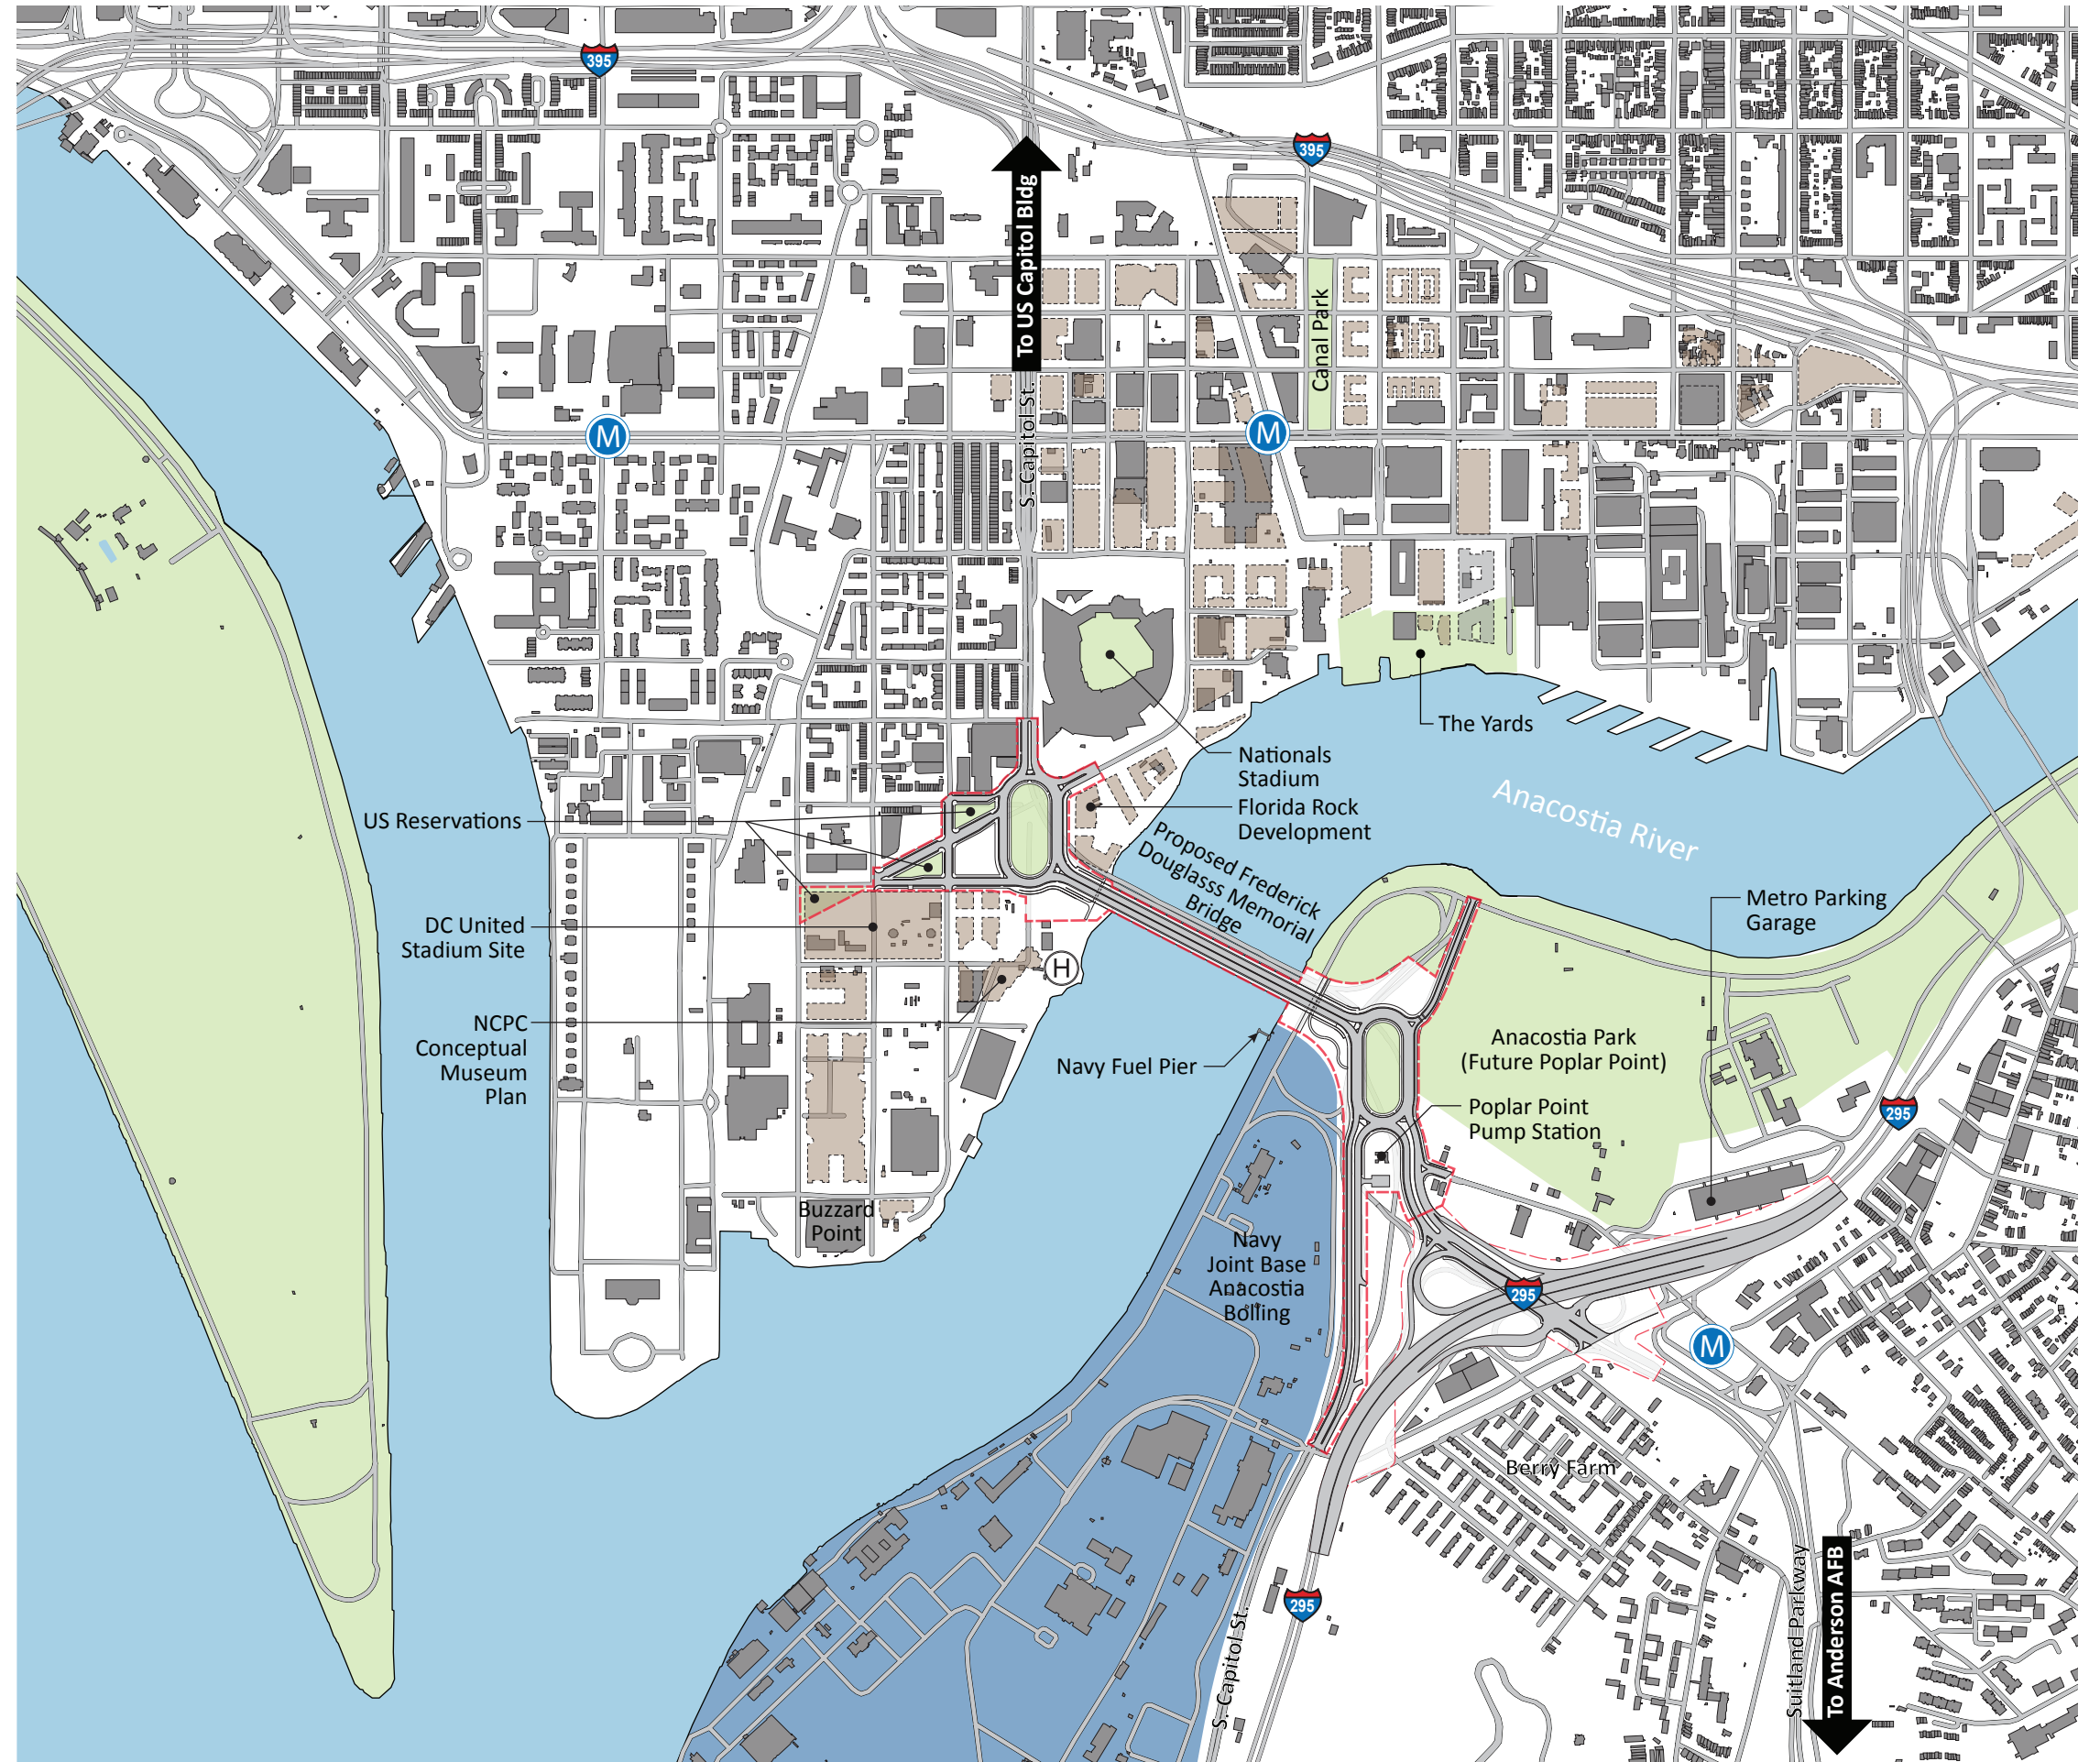 395
395
To US Capitol Bldg
Canal Park
M
M
S. Capitol St.
The Yards
Nationals
Stadium
Florida Rock
Development
US Reservations
Anacostia River
Proposed Frederick
Douglasss Memorial
Bridge
Metro Parking
Garage
DC United
Stadium Site
H
NCPC
Conceptual
Museum
Plan
Navy Fuel Pier
Anacostia Park
(Future Poplar Point)
Poplar Point
Pump Station
295
Buzzard
Point
Navy
Joint Base
Anacostia
Bolling
295
M
Berry Farm
295
S. Capitol St.
Suitland Parkway
To Anderson AFB